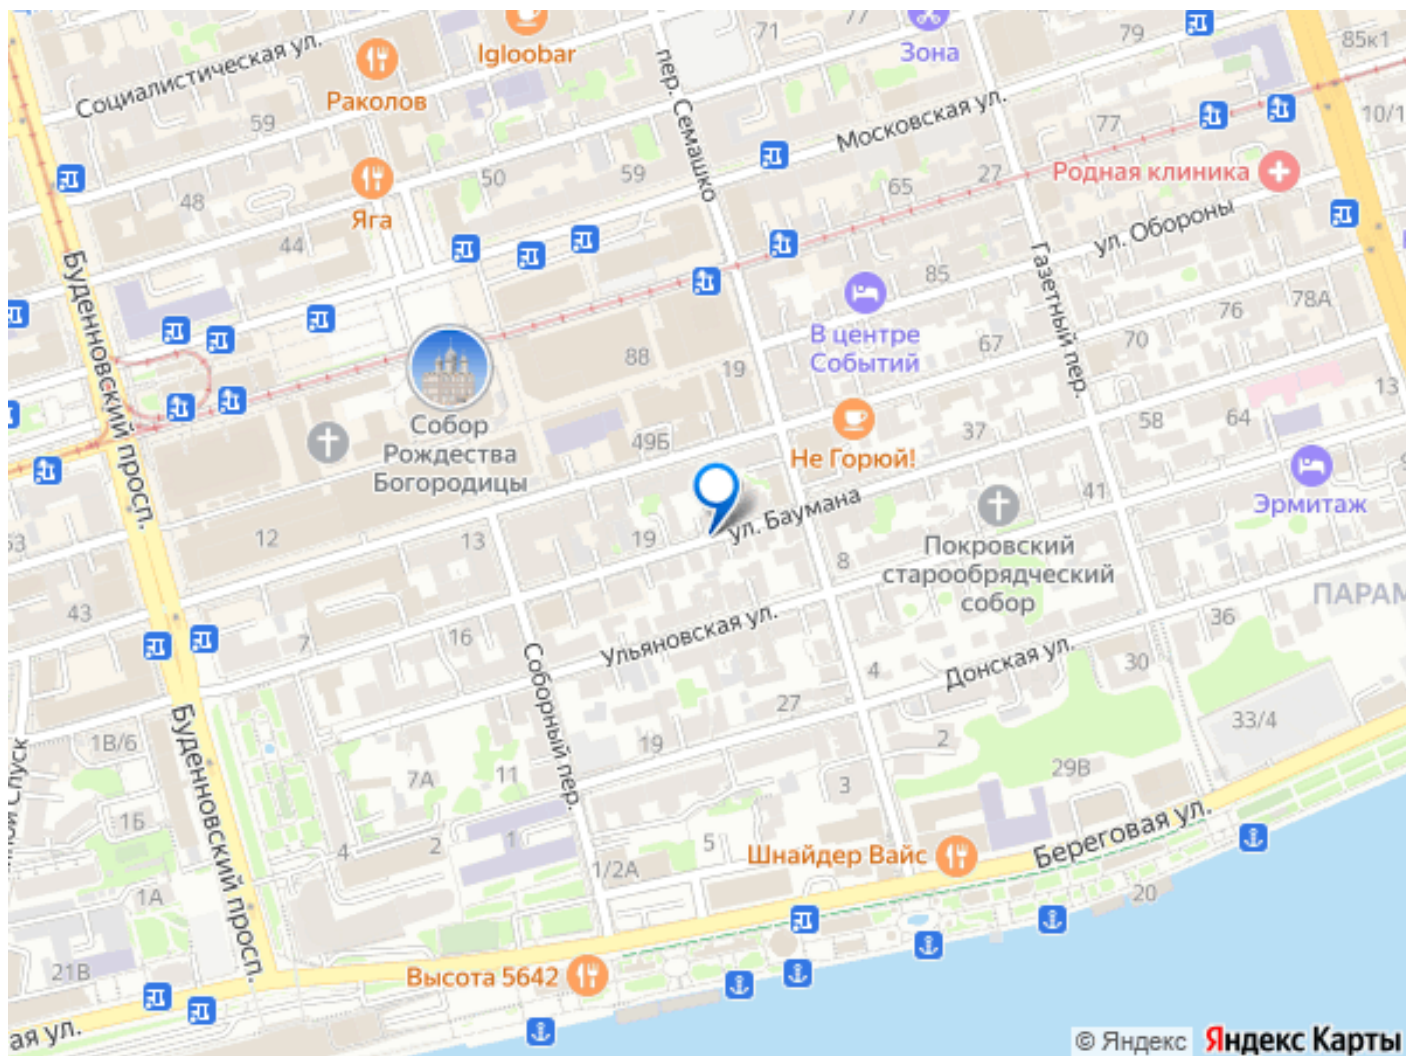 Igloobar
77
71
Зона
79
85к1
Социалистическая ул.
Раколов
59
пер. Семашко
Московская ул.
77
10/1
Родная клиника
50
59
65
27
48
Яга
44
ул. Обороны
Буденновский просп.
85
Газетный пер.
В центре
Событий
67
70
76
78А
88
19
13
Собор
Рождества
Богородицы
49Б
Не Горюй!
37
58
64
Эрмитаж
41
ул. Баумана
12
13
19
Покровский
старообрядческий
собор
8
43
7
16
Ульяновская ул.
36
ПАРАМ
Соборный пер.
4
Донская ул.
30
27
33/4
1В/6
19
2
Буденновский просп.
7А
11
3
29В
1Б
4
2
1
5
Шнайдер Вайс
Береговая ул.
1/2А
1А
20
21В
Высота 5642
ая ул.
© Яндекс Яндекс Карты